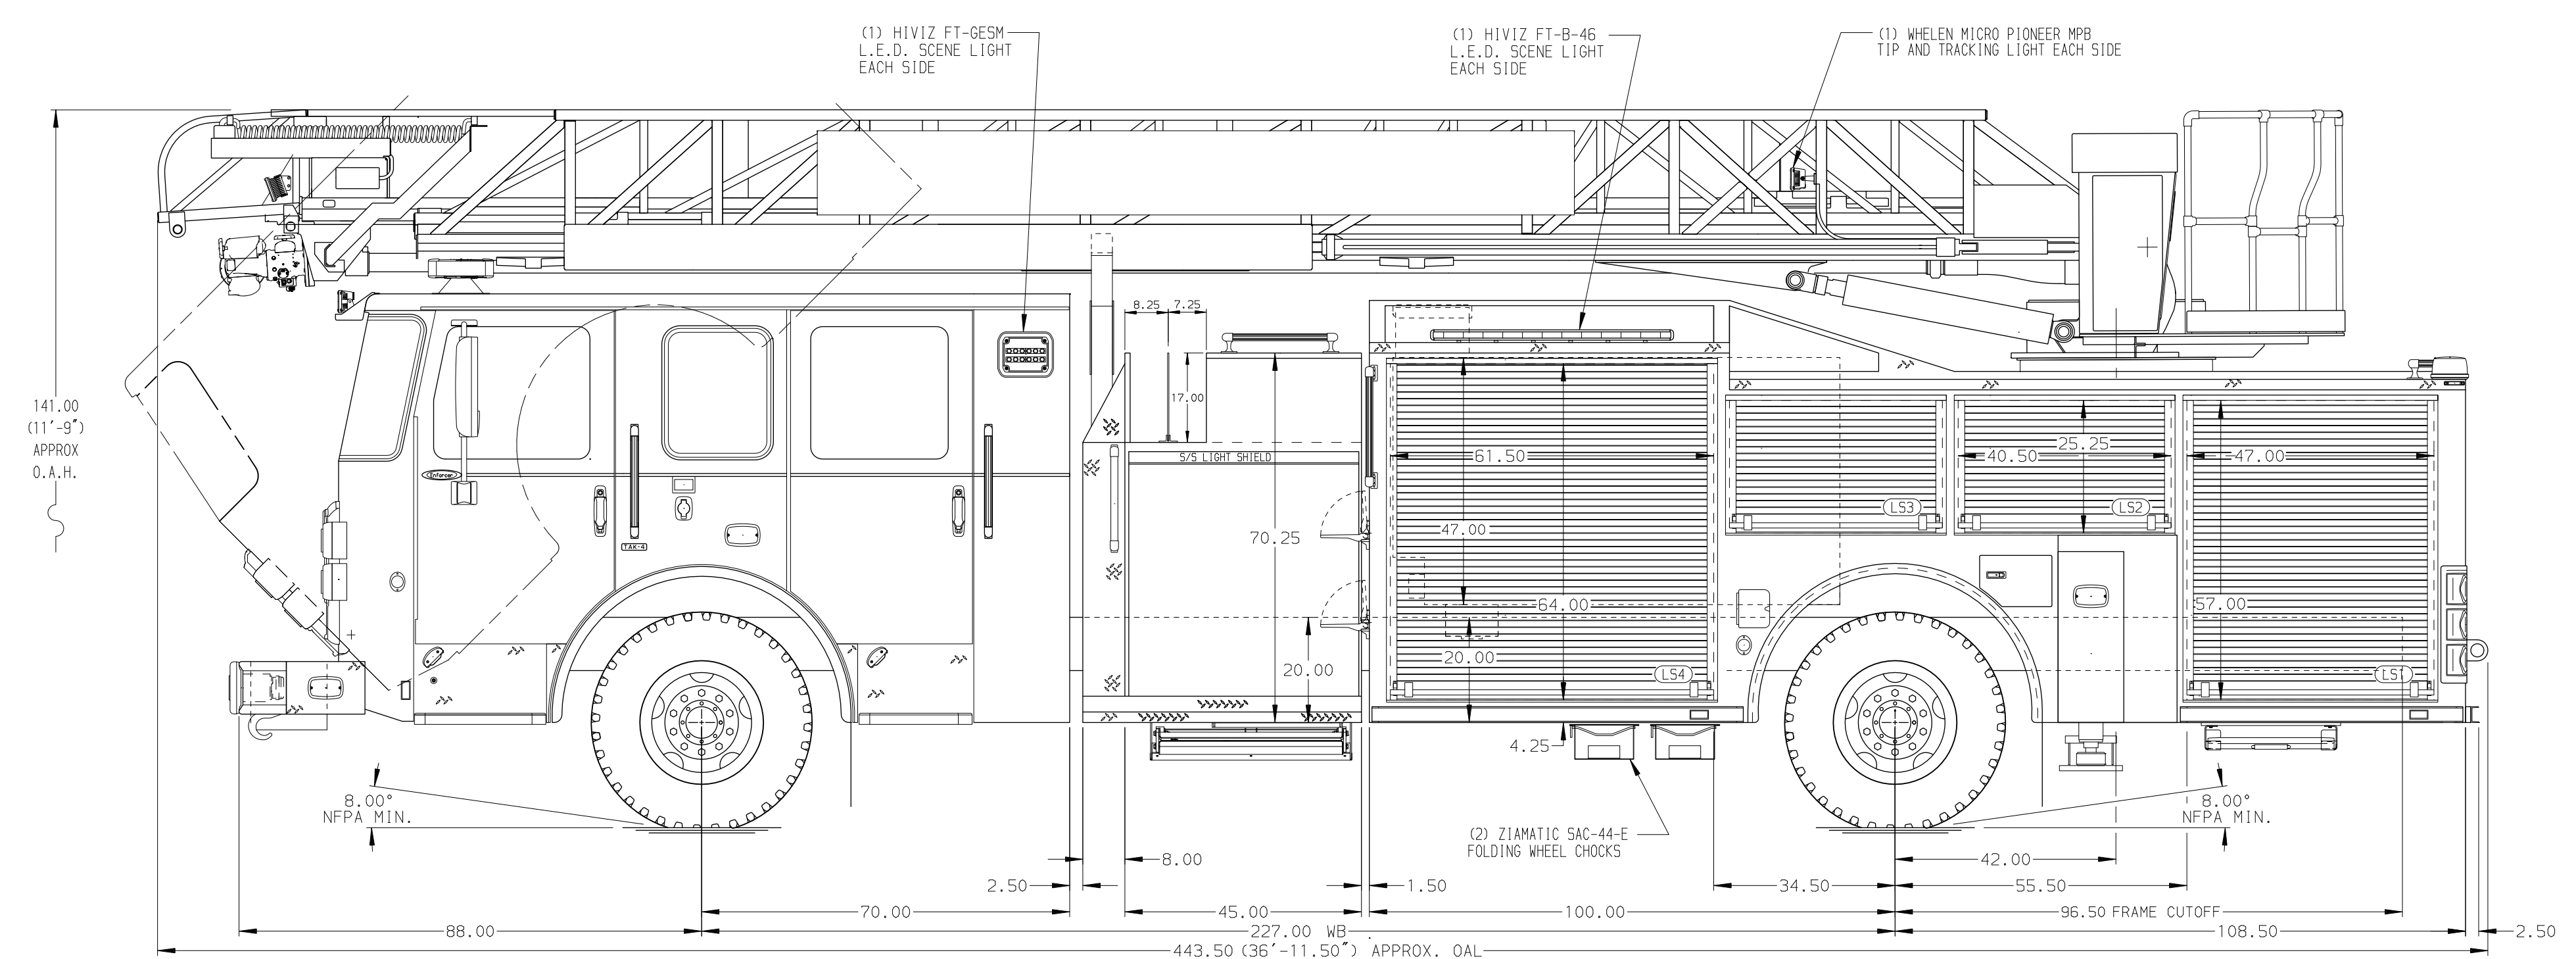 (1) HIVIZ FT-GESM
L.E.D. SCENE LIGHT
EACH SIDE
(1) HIVIZ FT-B-46
L.E.D. SCENE LIGHT
EACH SIDE
(1) WHELEN MICRO PIONEER MPB
TIP AND TRACKING LIGHT EACH SIDE
141.00
(11'-9")
APPROX
O.A.H.
8.25
7.25
17.00
S/S LIGHT SHIELD
Enforcer
TAK-4
70.25
20.00
61.50
47.00
64.00
20.00
LS4
4.25
LS3
25.25
40.50
LS2
47.00
57.00
LS1
8.00°
NFPA MIN.
8.00°
NFPA MIN.
(2) ZIAMATIC SAC-44-E
FOLDING WHEEL CHOCKS
8.00
42.00
2.50
1.50
34.50
55.50
70.00
45.00
100.00
96.50 FRAME CUTOFF
88.00
227.00 WB
108.50
2.50
443.50 (36'-11.50") APPROX. OAL